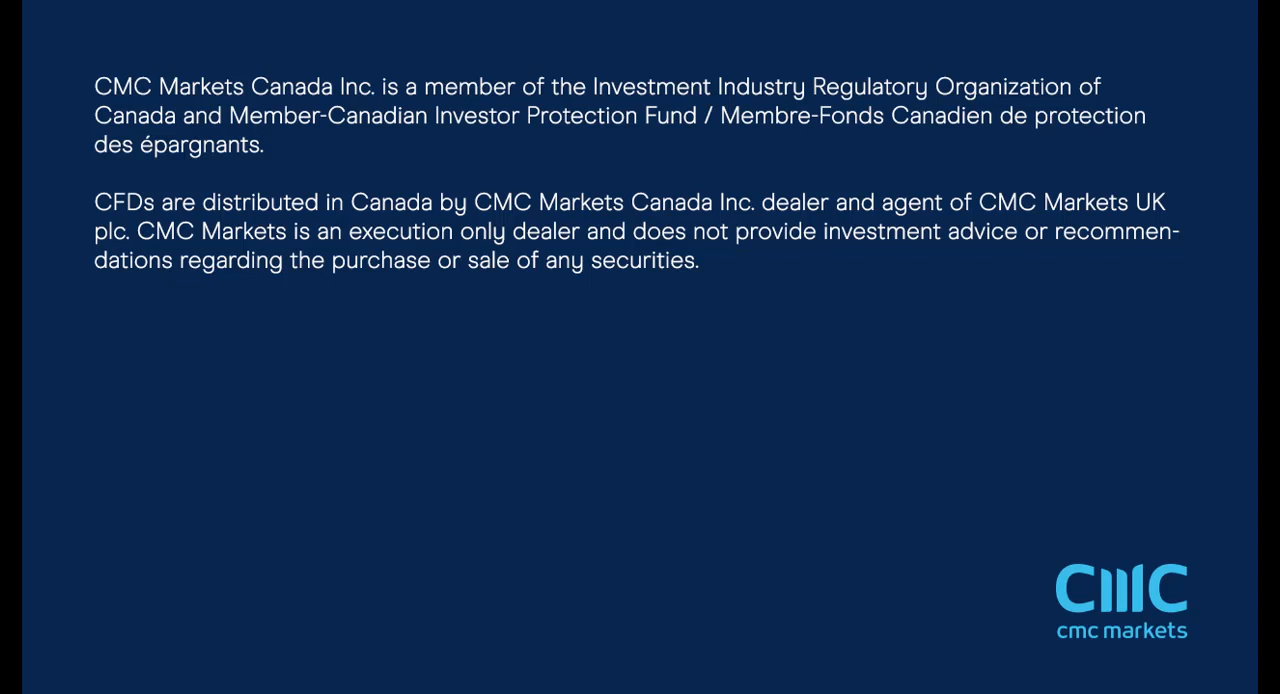 CMC Markets Canada Inc. is a member of the Investment Industry Regulatory Organization of
Canada and Member-Canadian Investor Protection Fund / Membre-Fonds Canadien de protection
des épargnants.
CFDs are distributed in Canada by CMC Markets Canada Inc. dealer and agent of CMC Markets UK
plc. CMC Markets is an execution only dealer and does not provide investment advice or recommen-
dations regarding the purchase or sale of any securities.
CMC
cmc markets